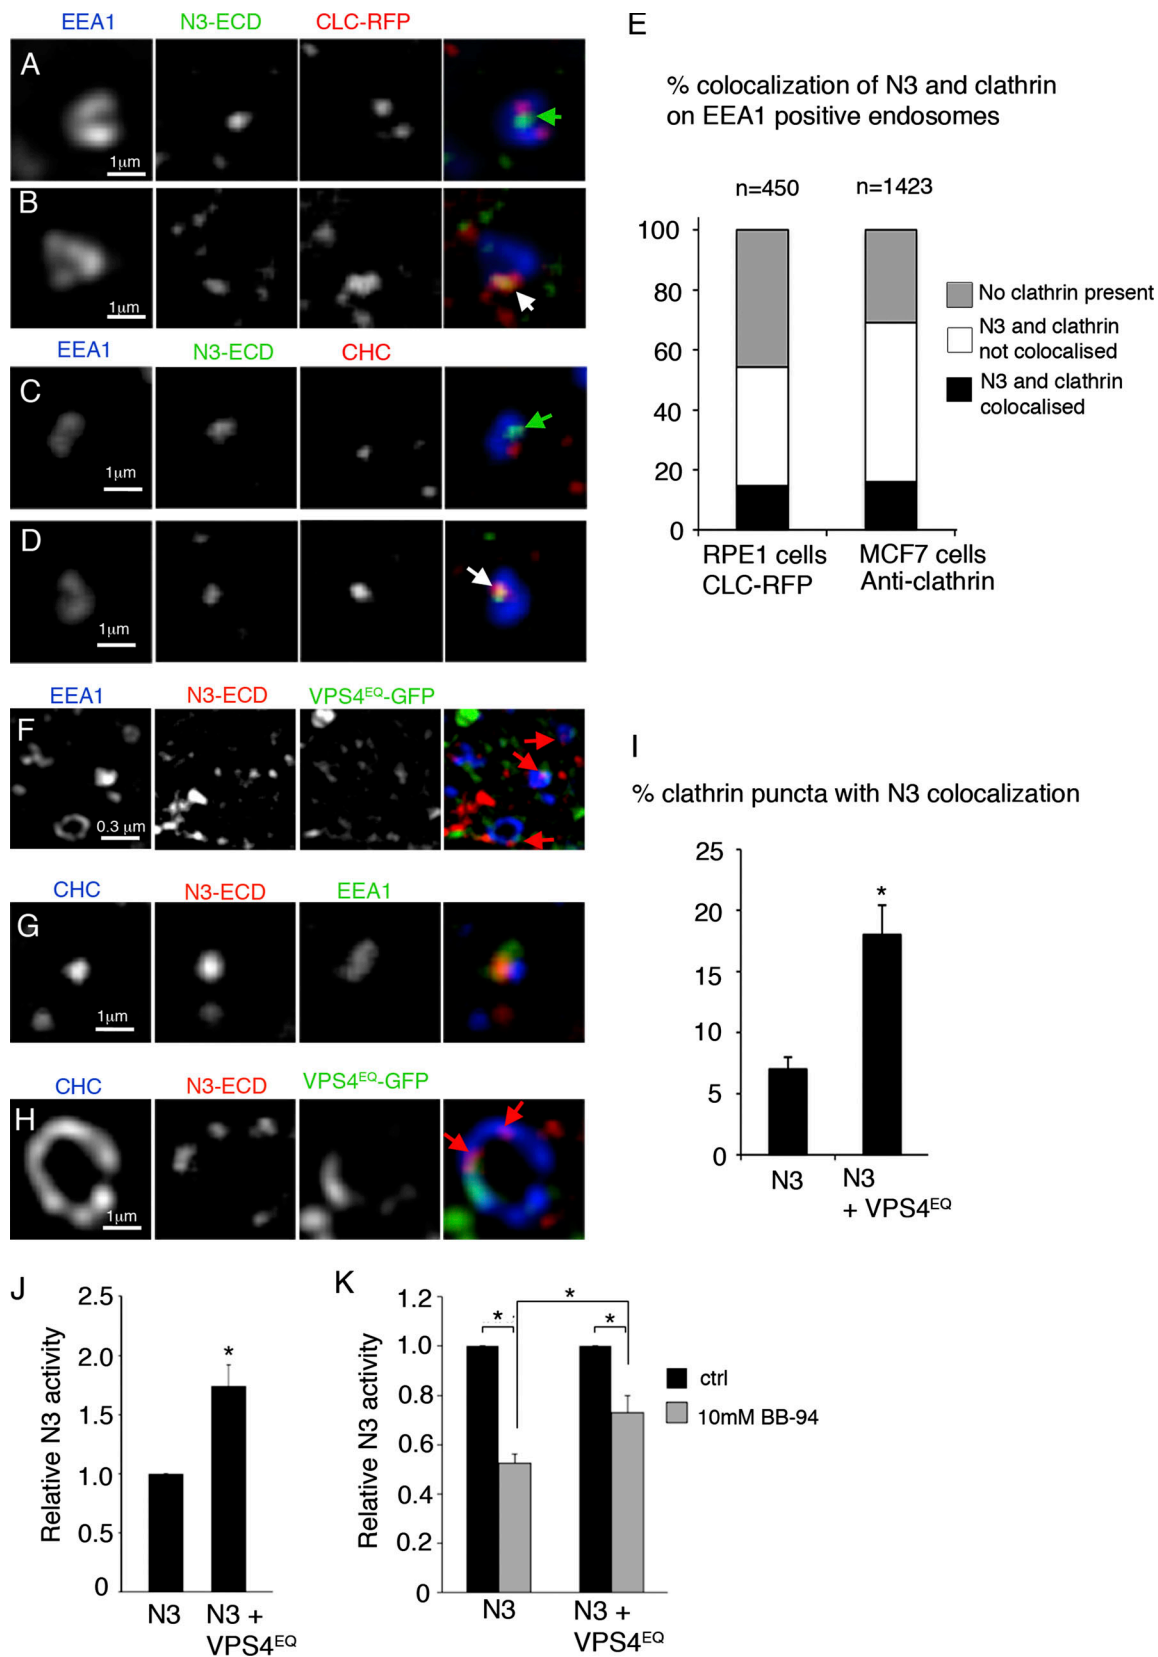 EEA1 N3-ECD CLC-RFP
A
1µm
B
1µm
EEA1 N3-ECD CHC
C
1µm
D
1µm
EEA1 N3-ECD VPS4EQ-GFP
F
0.3 µm
CHC N3-ECD EEA1
G
1µm
CHC N3-ECD VPS4EQ-GFP
H
1µm
E
% colocalization of N3 and clathrin
on EEA1 positive endosomes
n=450 n=1423
100
80
60
40
20
0
RPE1 cells MCF7 cells
CLC-RFP Anti-clathrin
No clathrin present
N3 and clathrin
not colocalised
N3 and clathrin
colocalised
I
% clathrin puncta with N3 colocalization
25
20
15
10
5
0
*
N3 N3
+ VPS4EQ
J
Relative N3 activity
2.5
2.0
1.5
1.0
0.5
0
*
N3 N3 +
VPS4EQ
K
Relative N3 activity
1.2
1.0
0.8
0.6
0.4
0.2
0
*
* *
N3 N3 +
VPS4EQ
ctrl
10mM BB-94